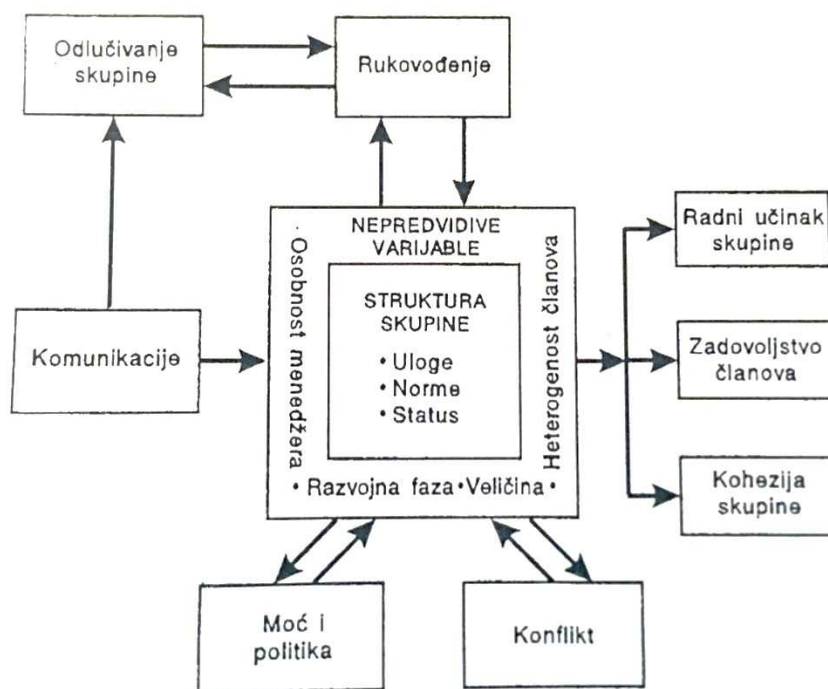 Odlučivanje
skupine
Rukovođenje
Komunikacije
NEPREDVIDIVE
VARIJABLE
Osobnost menedžera
Heterogenost članova
STRUKTURA
SKUPINE
• Uloge
• Norme
• Status
• Razvojna faza • Veličina •
Radni učinak
skupine
Zadovoljstvo
članova
Kohezija
skupine
Moć i
politika
Konflikt